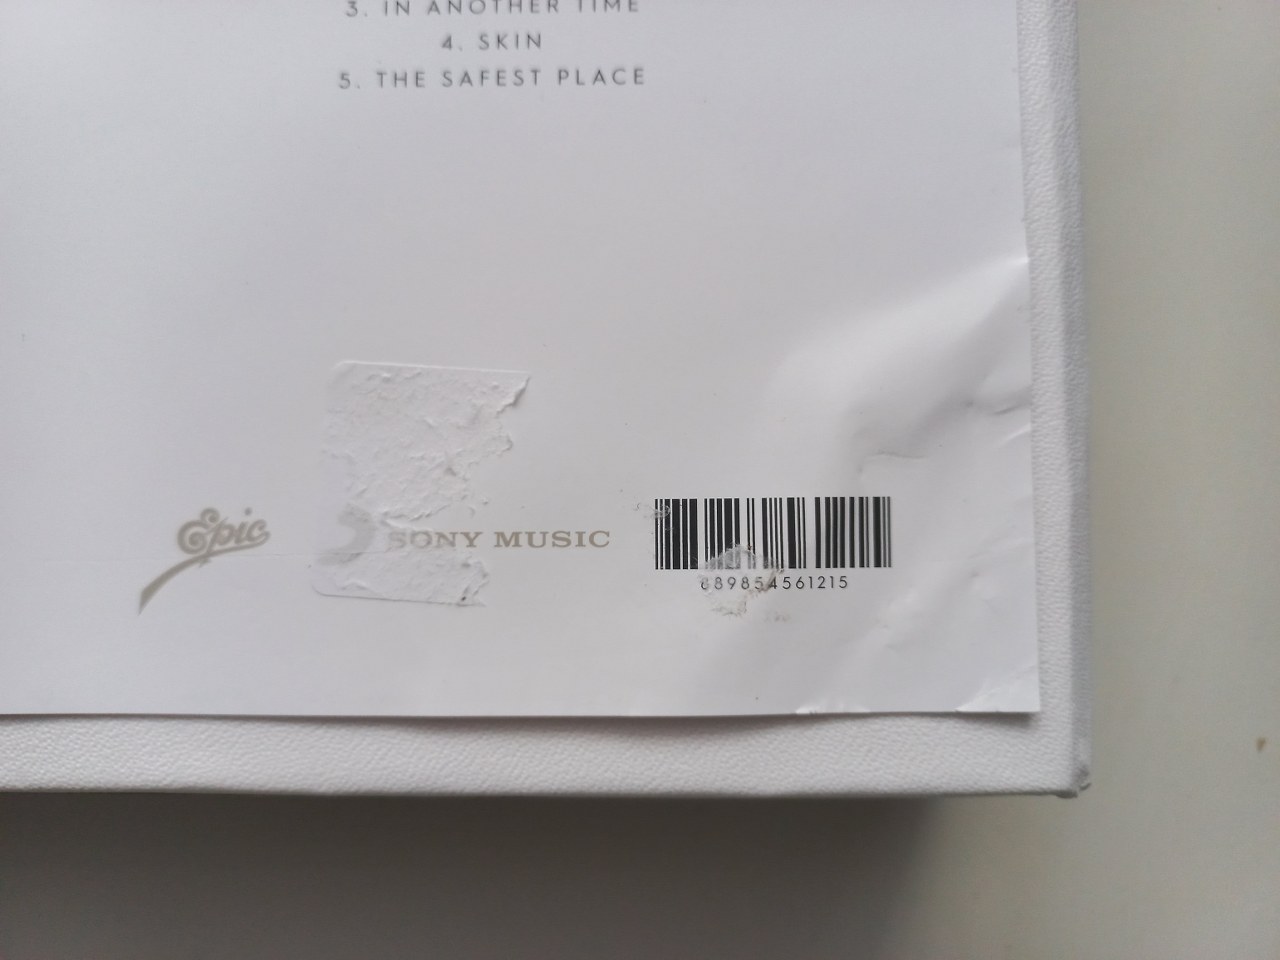 3. IN ANOTHER TIME
4. SKIN
5. THE SAFEST PLACE
Epic
SONY MUSIC
889854561215